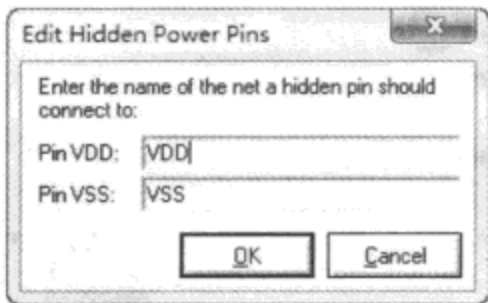 Edit Hidden Power Pins
Enter the name of the net a hidden pin should
connect to:
Pin VDD: VDD
Pin VSS: VSS
OK Cancel